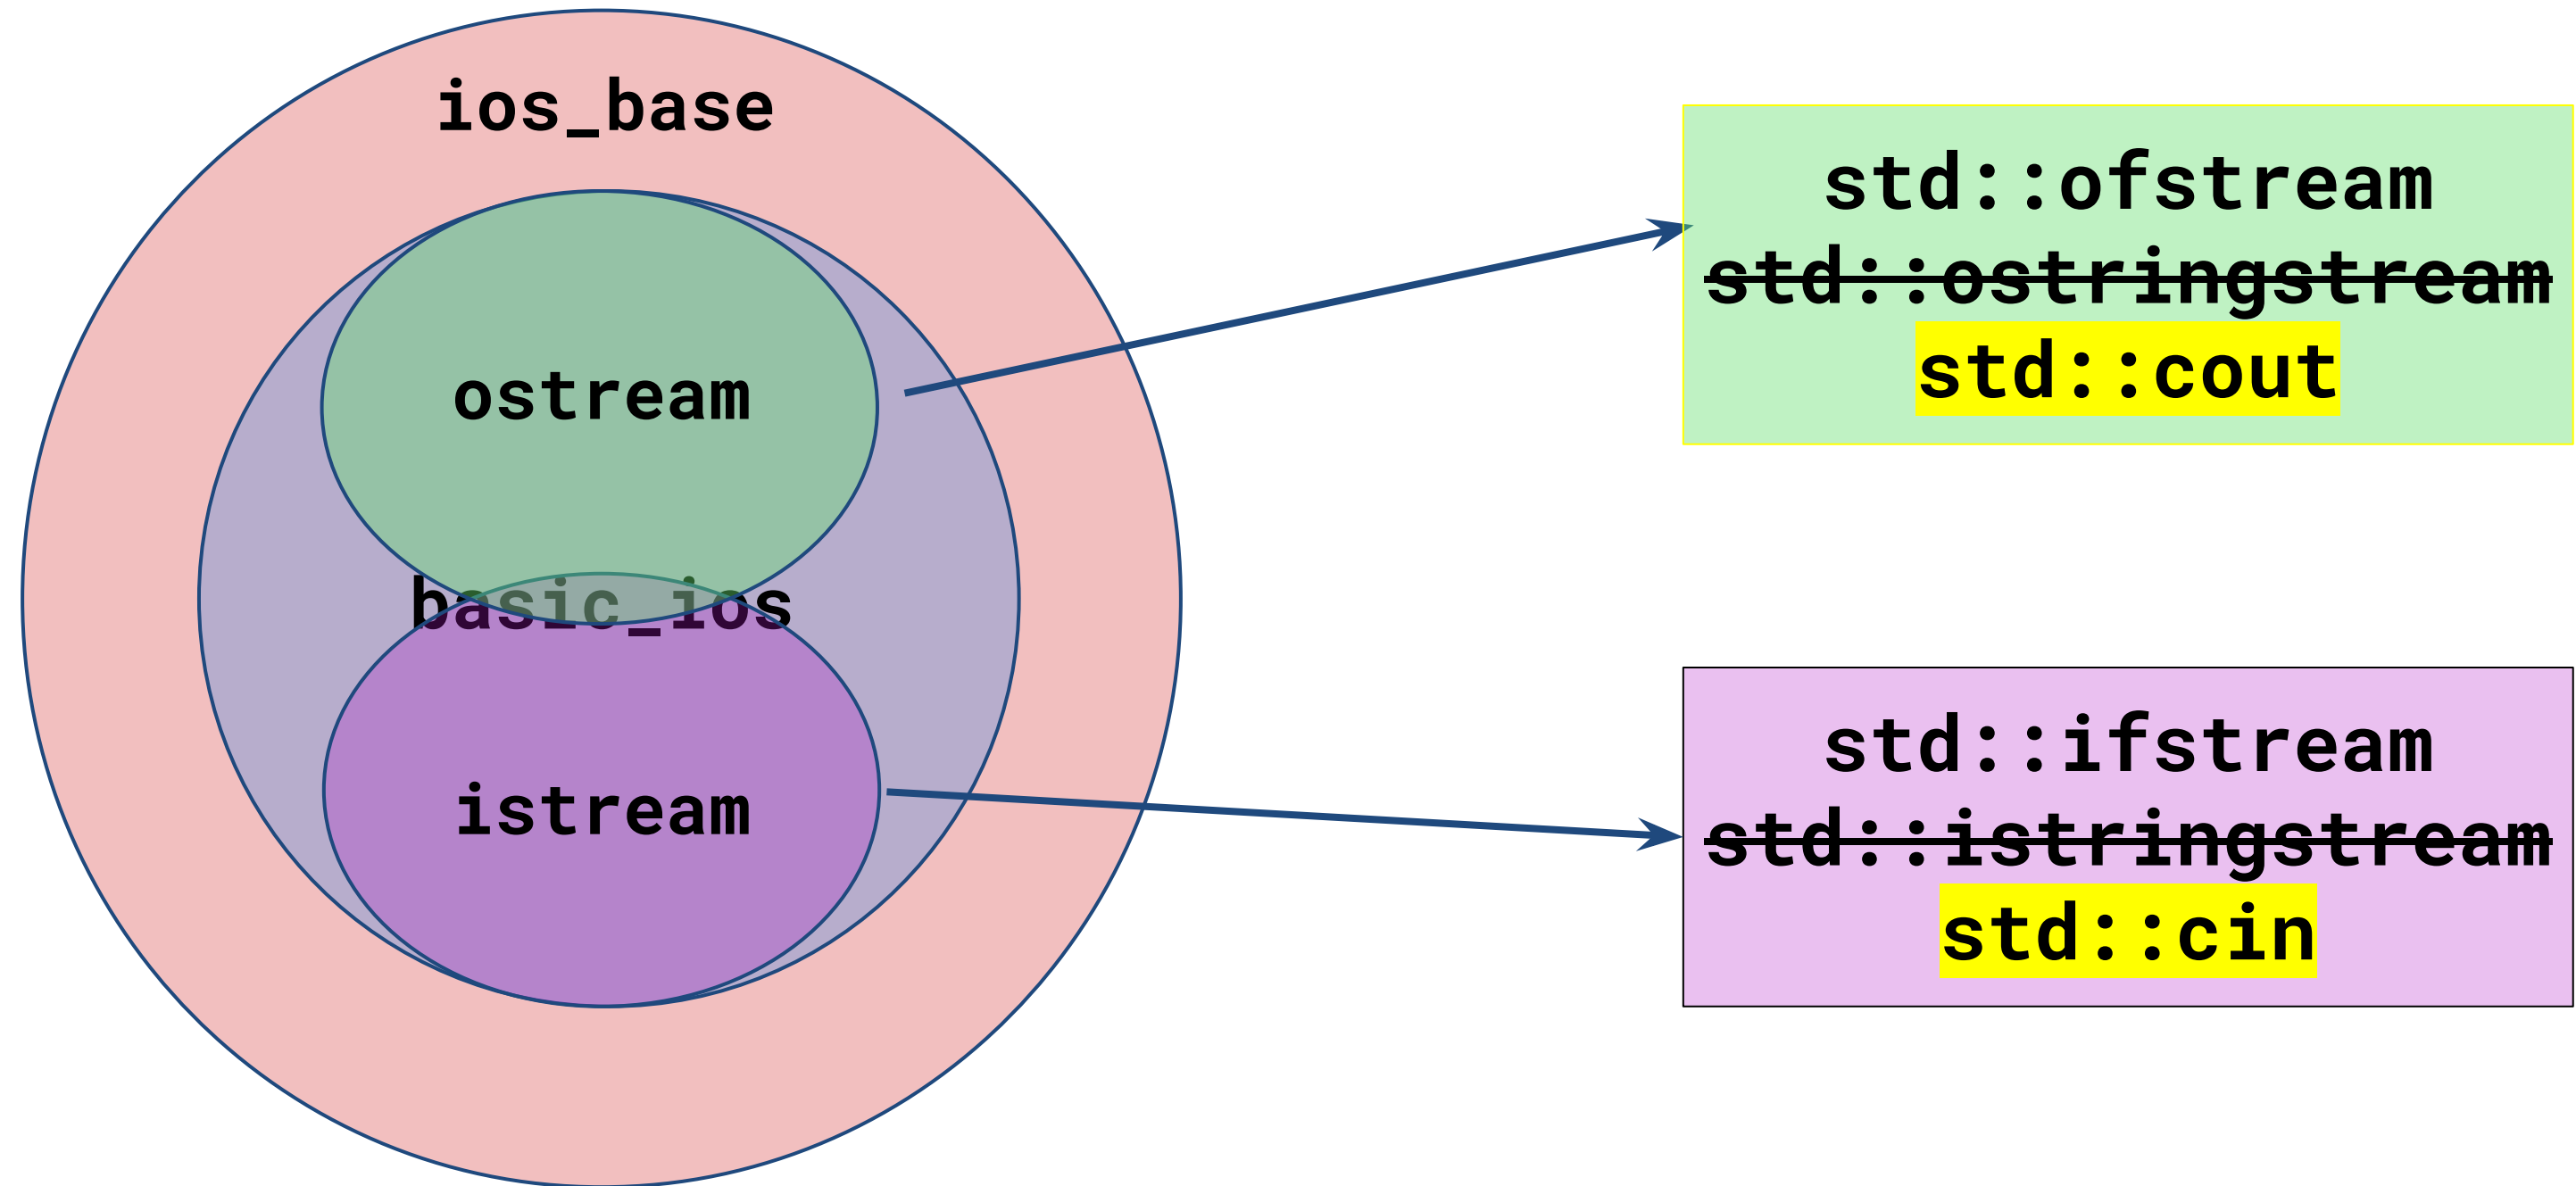 ios_base
ostream
basic_ios
istream
std::ofstream
std::ostringstream
std::cout
std::ifstream
std::istringstream
std::cin